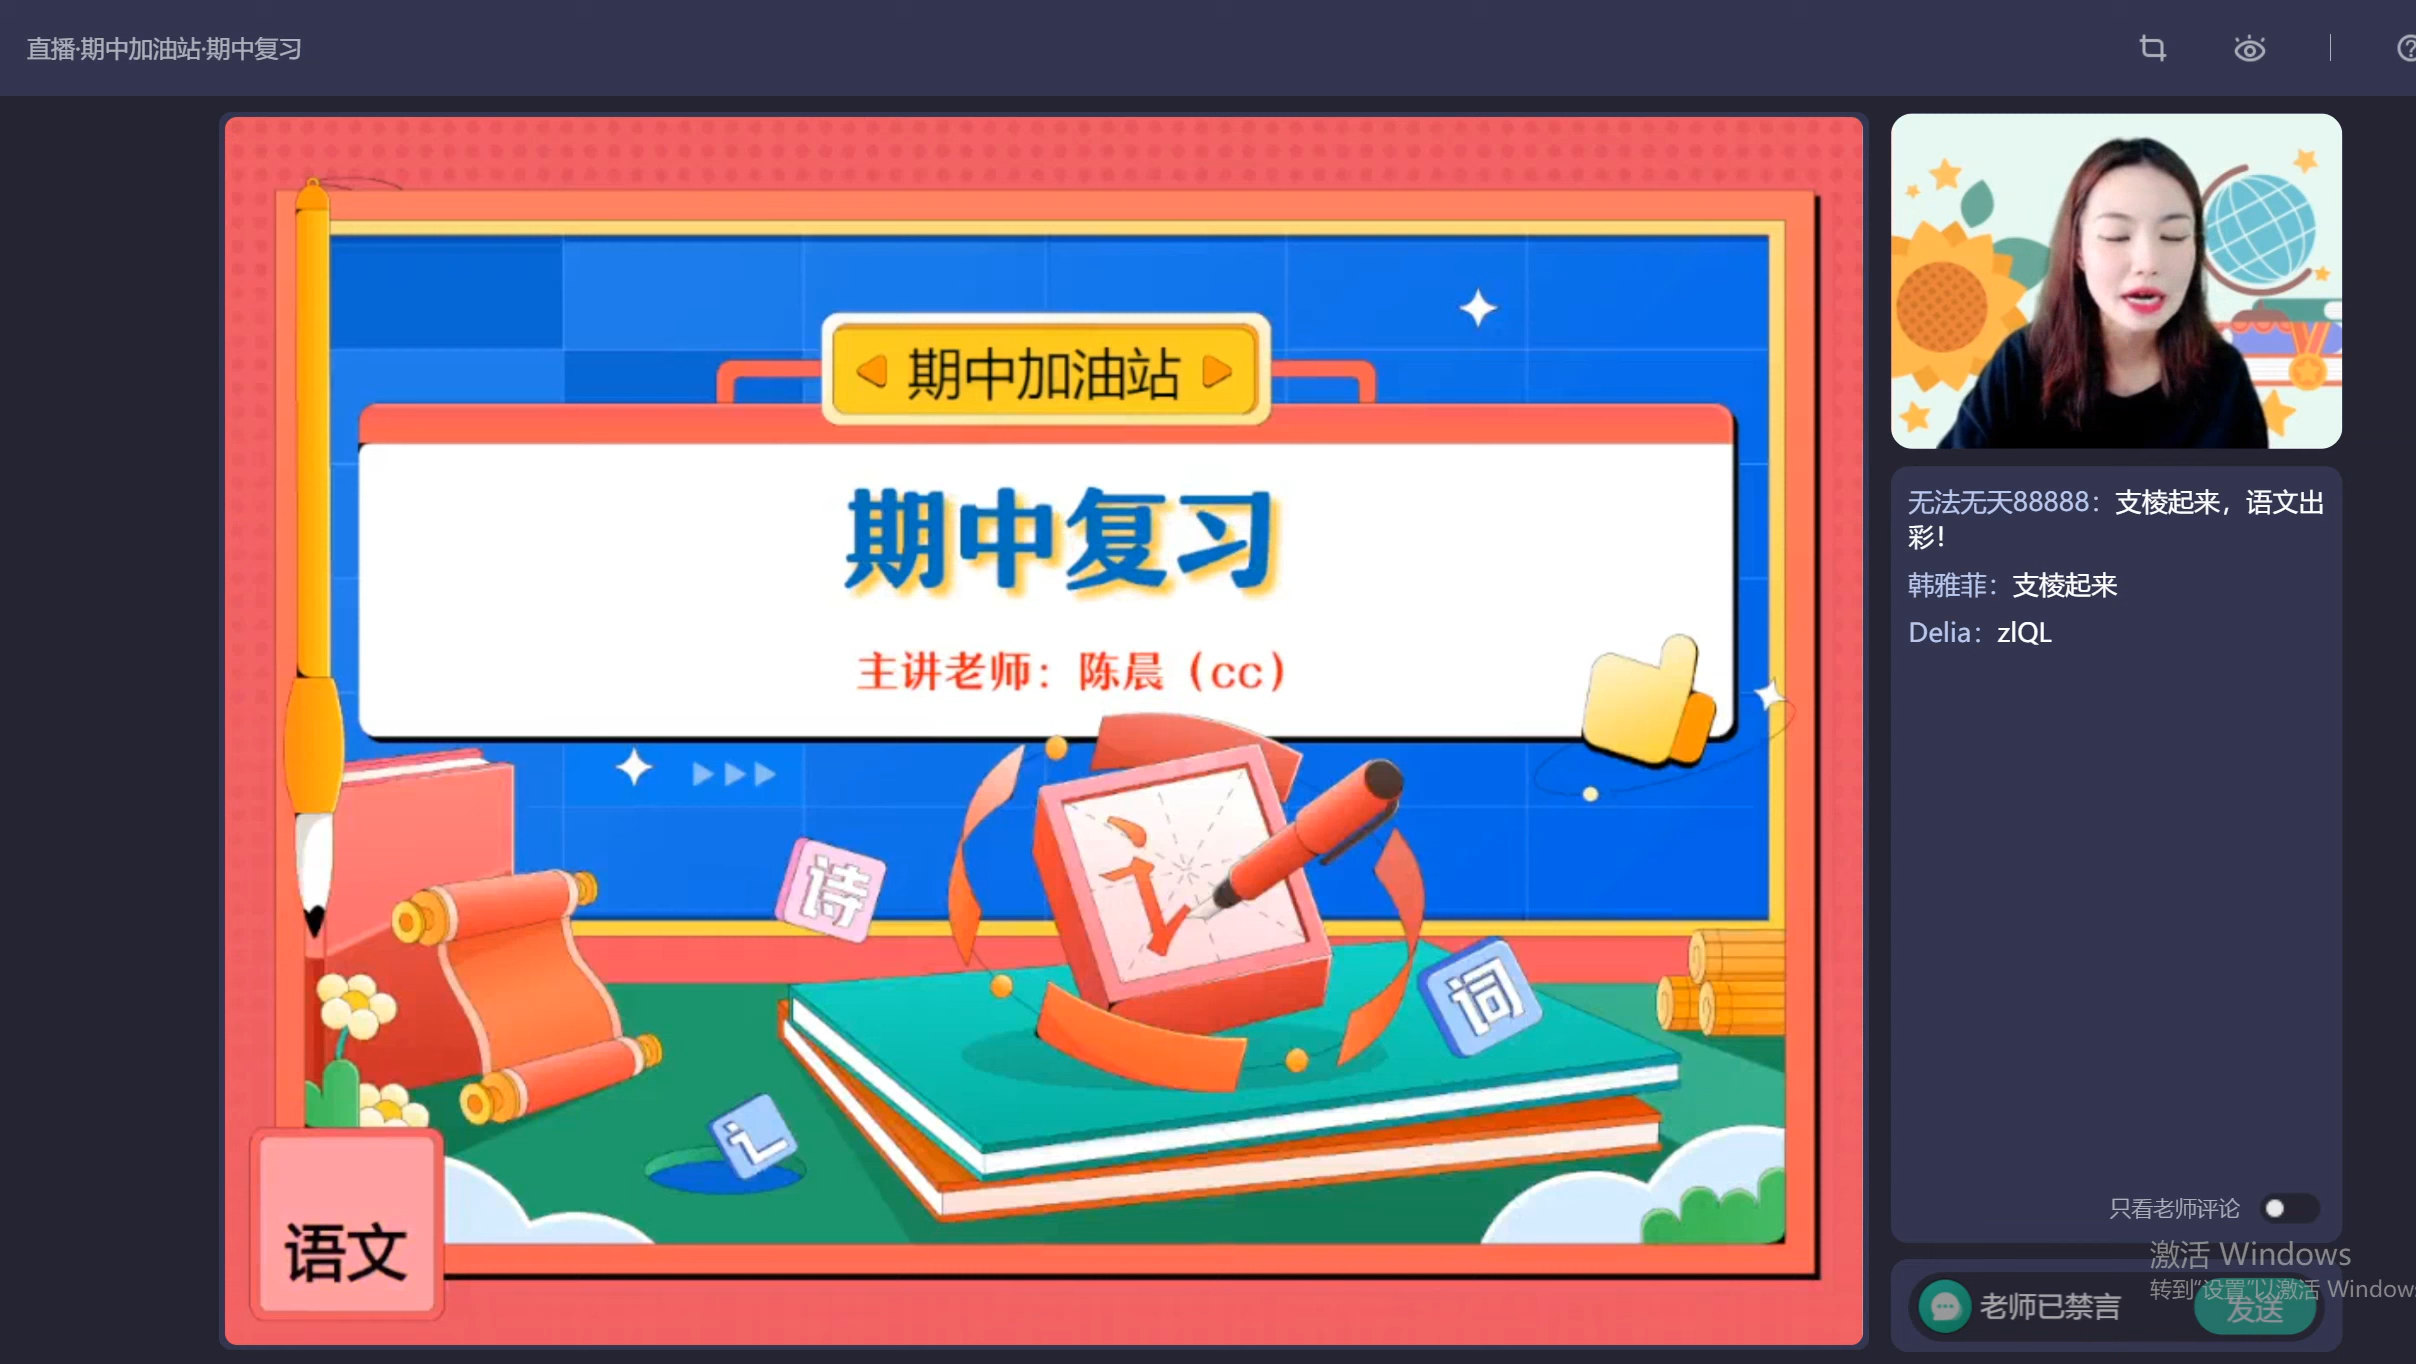 直播·期中加油站·期中复习
期中加油站
期中复习
主讲老师：陈晨（cc）
诗
讠
词
讠
语文
无法无天88888：支棱起来，语文出
彩！
韩雅菲：支棱起来
Delia：zlQL
只看老师评论
激活 Windows
转到“设置”以激活 Windows
老师已禁言
发送